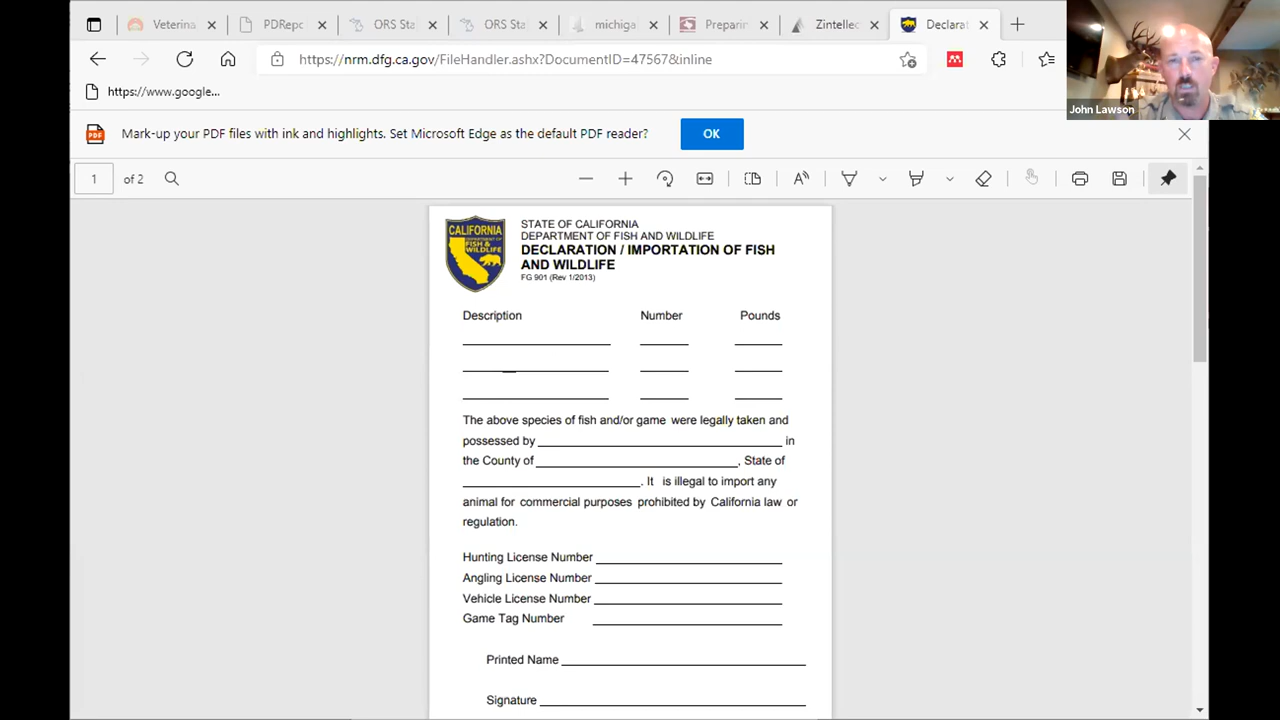 Veterina
PDRepo
ORS Sta
ORS Sta
michiga
Preparin
Zintellec
Declarat
https://nrm.dfg.ca.gov/FileHandler.ashx?DocumentID=47567&inline
https://www.google...
John Lawson
Mark-up your PDF files with ink and highlights. Set Microsoft Edge as the default PDF reader?
OK
1 of 2
CALIFORNIA
DEPARTMENT OF
FISH &
WILDLIFE
STATE OF CALIFORNIA
DEPARTMENT OF FISH AND WILDLIFE
DECLARATION / IMPORTATION OF FISH
AND WILDLIFE
FG 901 (Rev 1/2013)
Description Number Pounds
The above species of fish and/or game were legally taken and
possessed by in
the County of , State of
. It is illegal to import any
animal for commercial purposes prohibited by California law or
regulation.
Hunting License Number
Angling License Number
Vehicle License Number
Game Tag Number
Printed Name
Signature